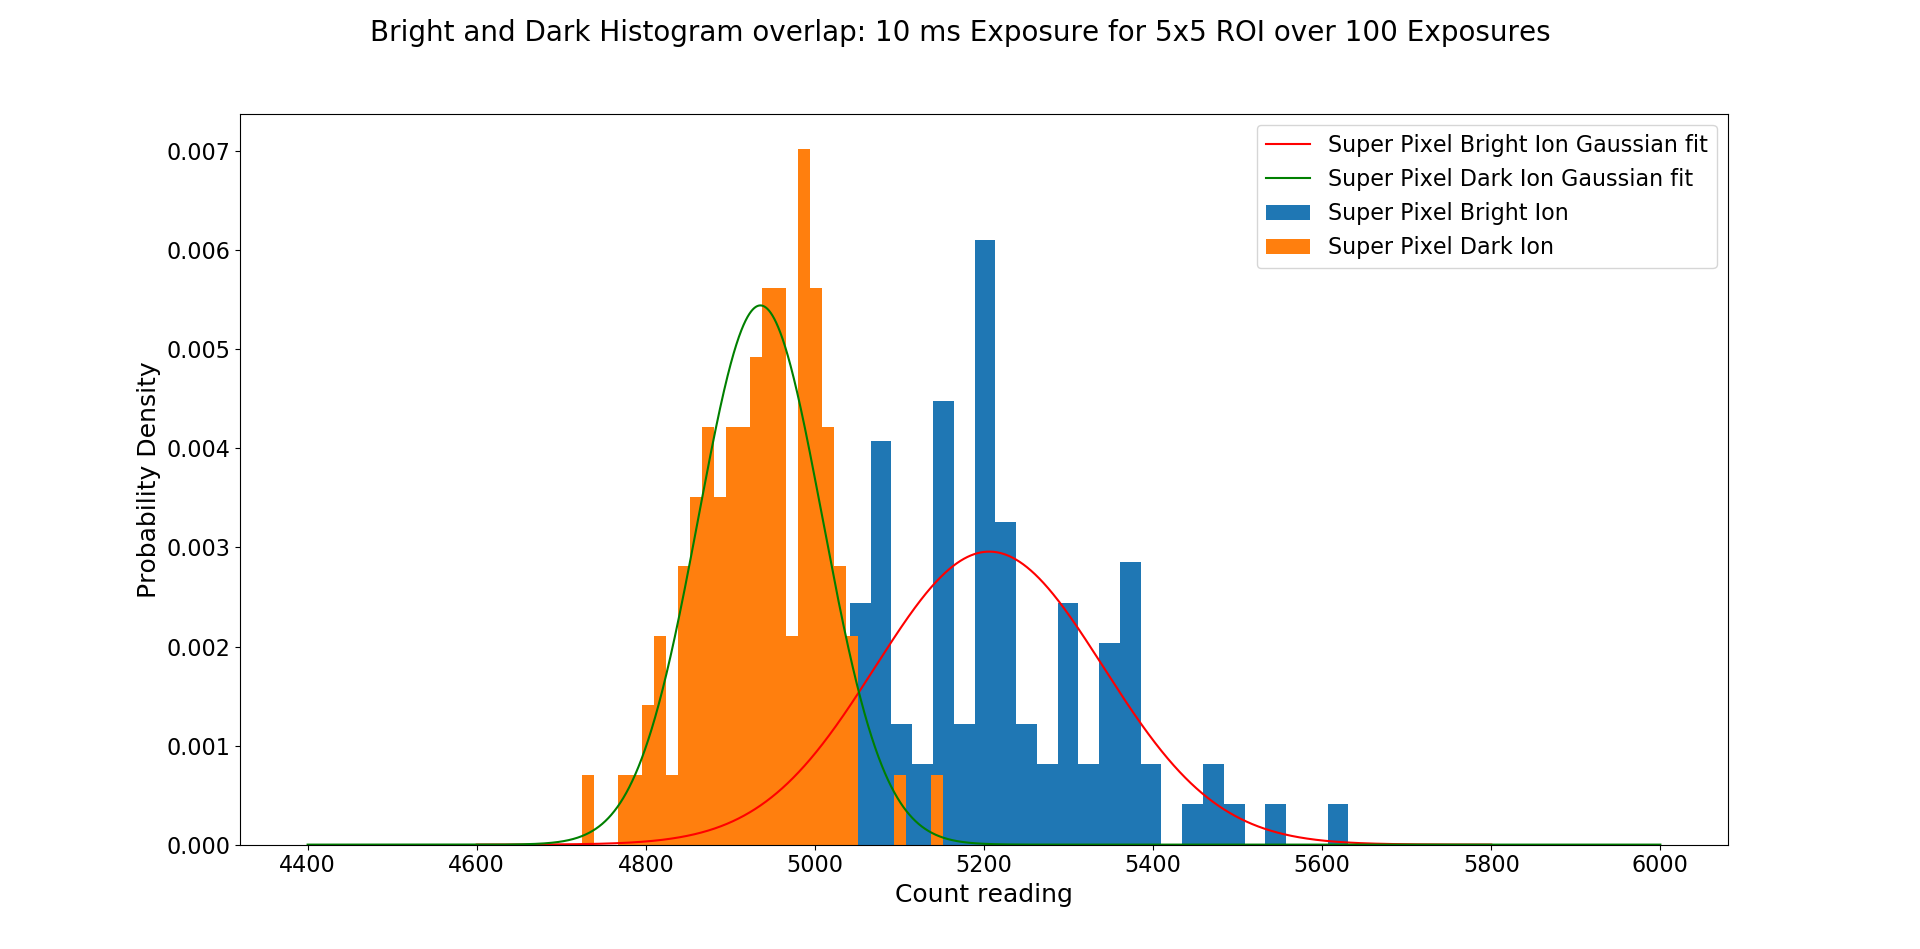 Bright and Dark Histogram overlap: 10 ms Exposure for 5x5 ROI over 100 Exposures
Super Pixel Bright Ion Gaussian fit
Super Pixel Dark Ion Gaussian fit
Super Pixel Bright Ion
Super Pixel Dark Ion
Probability Density
0.007
0.006
0.005
0.004
0.003
0.002
0.001
0.000
4400 4600 4800 5000 5200 5400 5600 5800 6000
Count reading